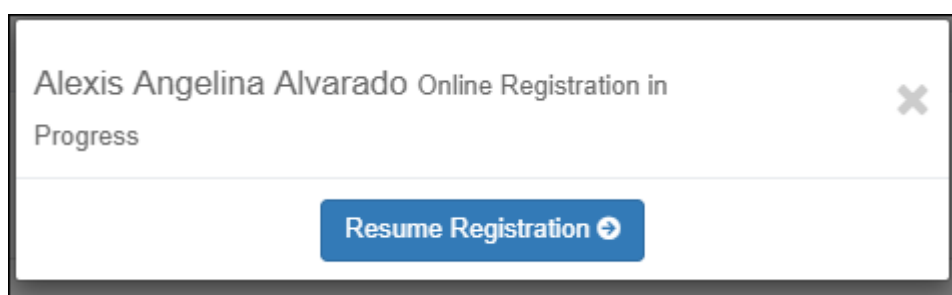 Alexis Angelina Alvarado Online Registration in
Progress
Resume Registration